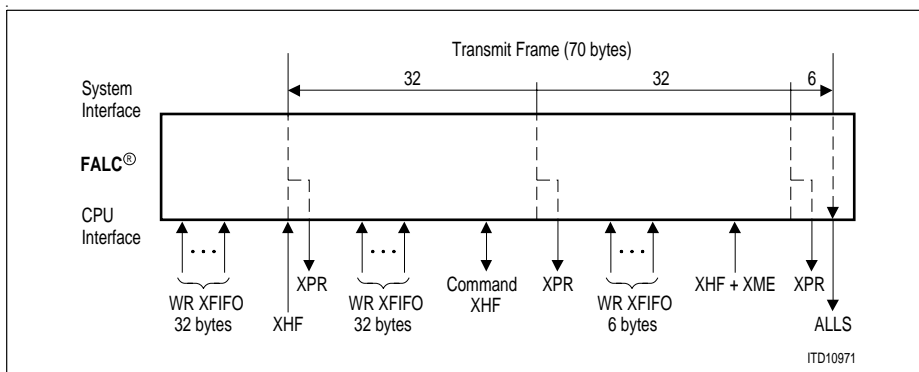 Transmit Frame (70 bytes)
32 32 6
System
Interface
FALC®
CPU
Interface
... ... ...
XPR Command XPR XHF + XME XPR
WR XFIFO WR XFIFO XHF WR XFIFO
32 bytes XHF 32 bytes 6 bytes ALLS
ITD10971